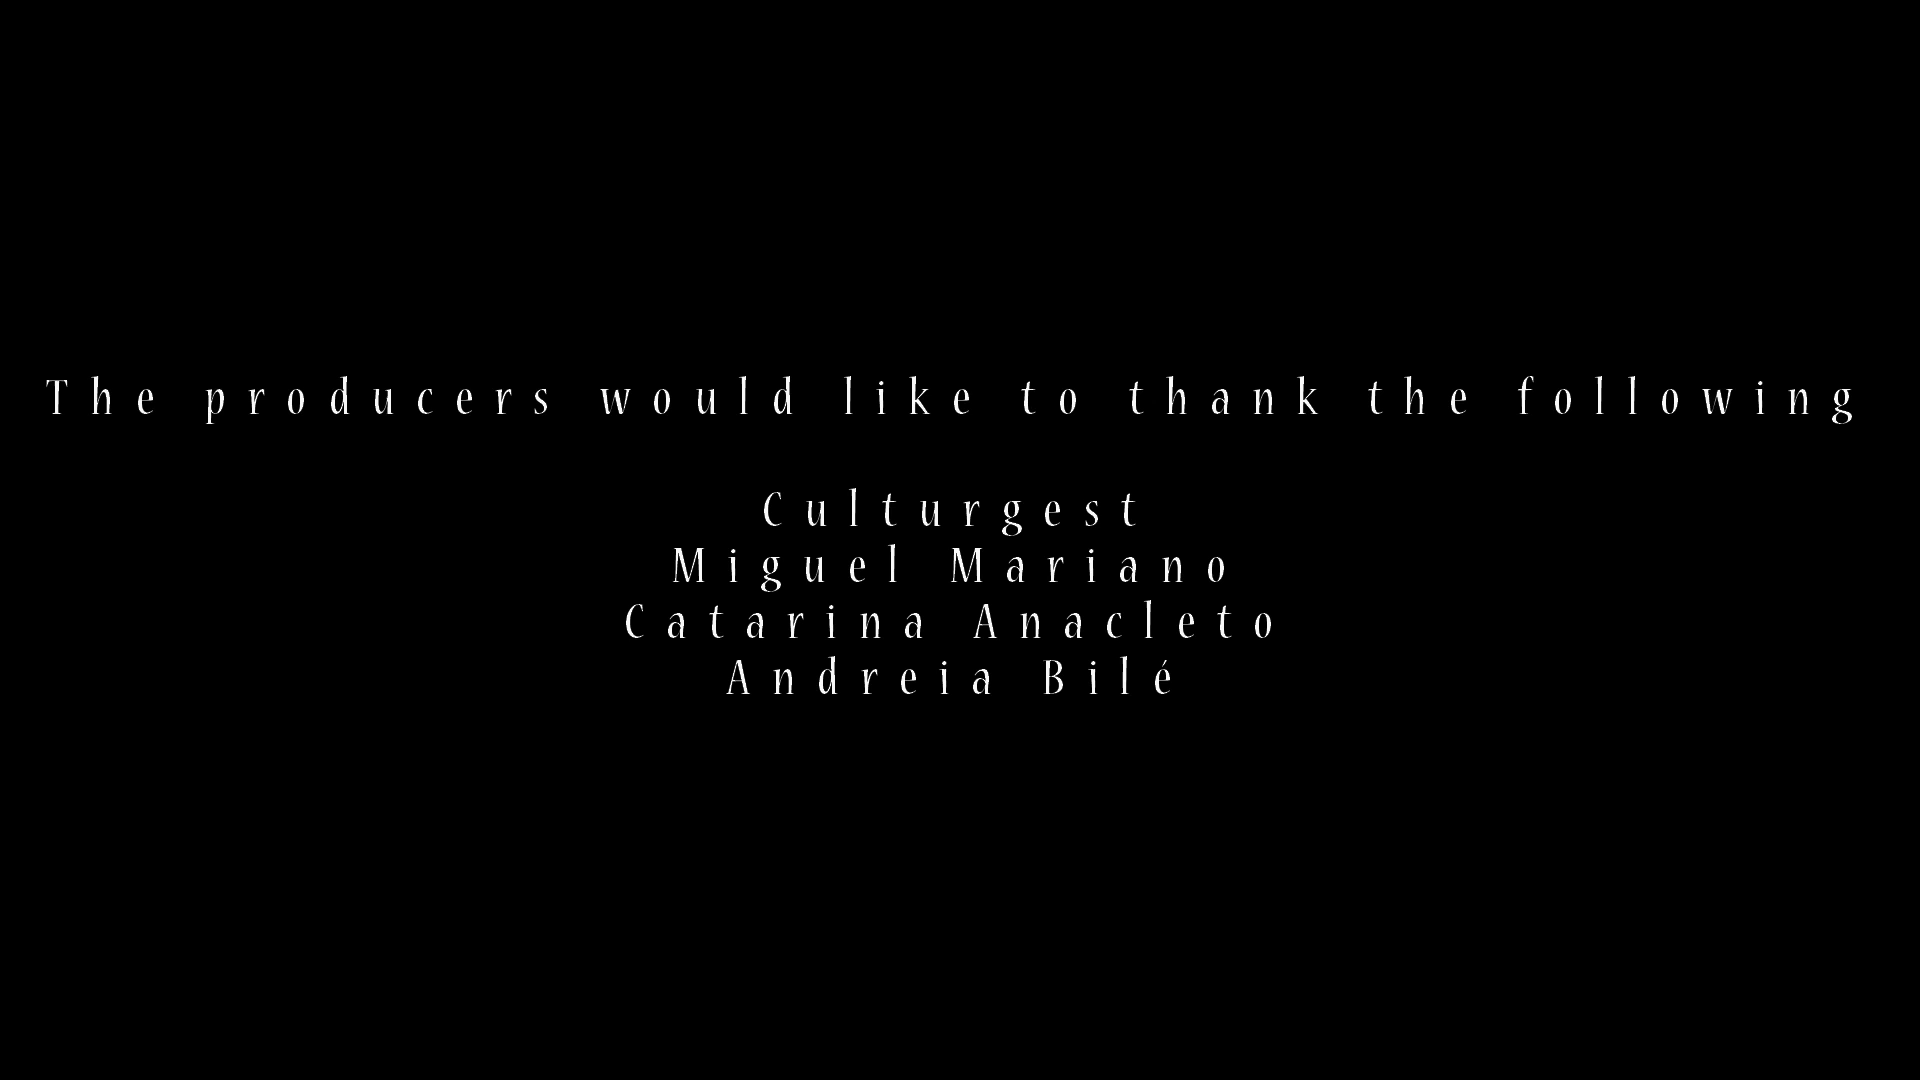 The producers would like to thank the following
Culturgest
Miguel Mariano
Catarina Anacleto
Andreia Bilé